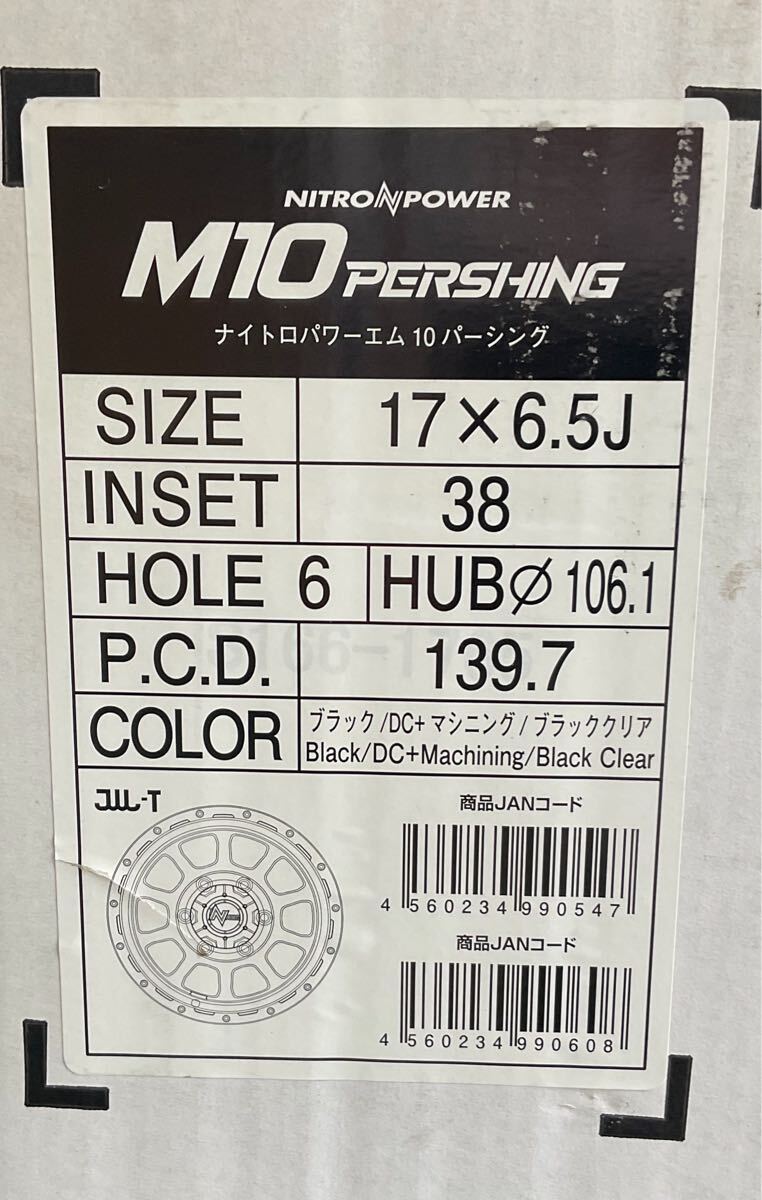 NITRO POWER
M10 PERSHING
ナイトロパワーエム10パーシング
SIZE 17×6.5J
INSET 38
HOLE 6 HUBØ 106.1
P.C.D. 139.7
COLOR ブラック/DC+マシニング/ブラッククリア
Black/DC+Machining/Black Clear
JWL-T
商品JANコード
4 560234 990547
商品JANコード
4 560234 990608